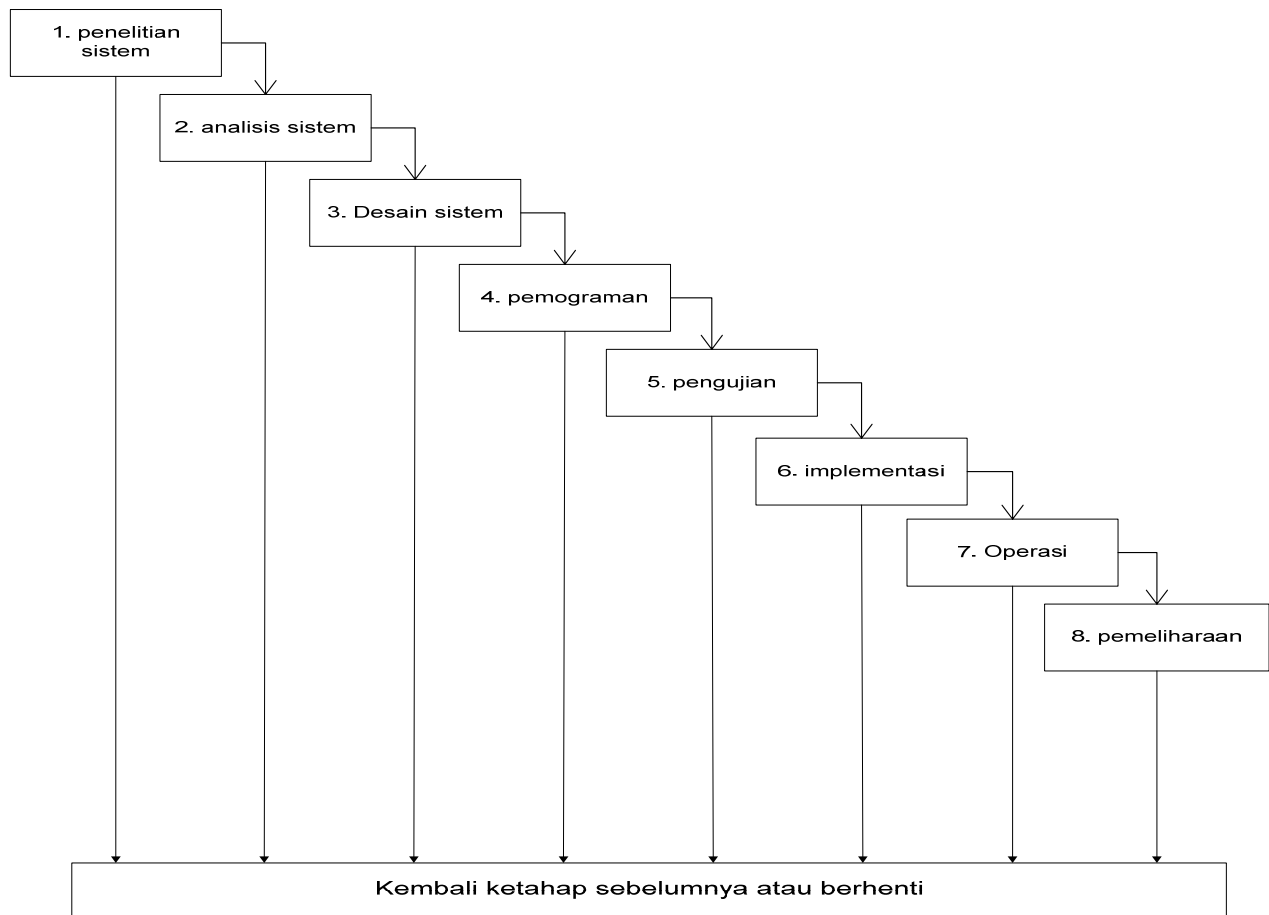 1. penelitian
sistem
2. analisis sistem
3. Desain sistem
4. pemograman
5. pengujian
6. implementasi
7. Operasi
8. pemeliharaan
Kembali ketahap sebelumnya atau berhenti